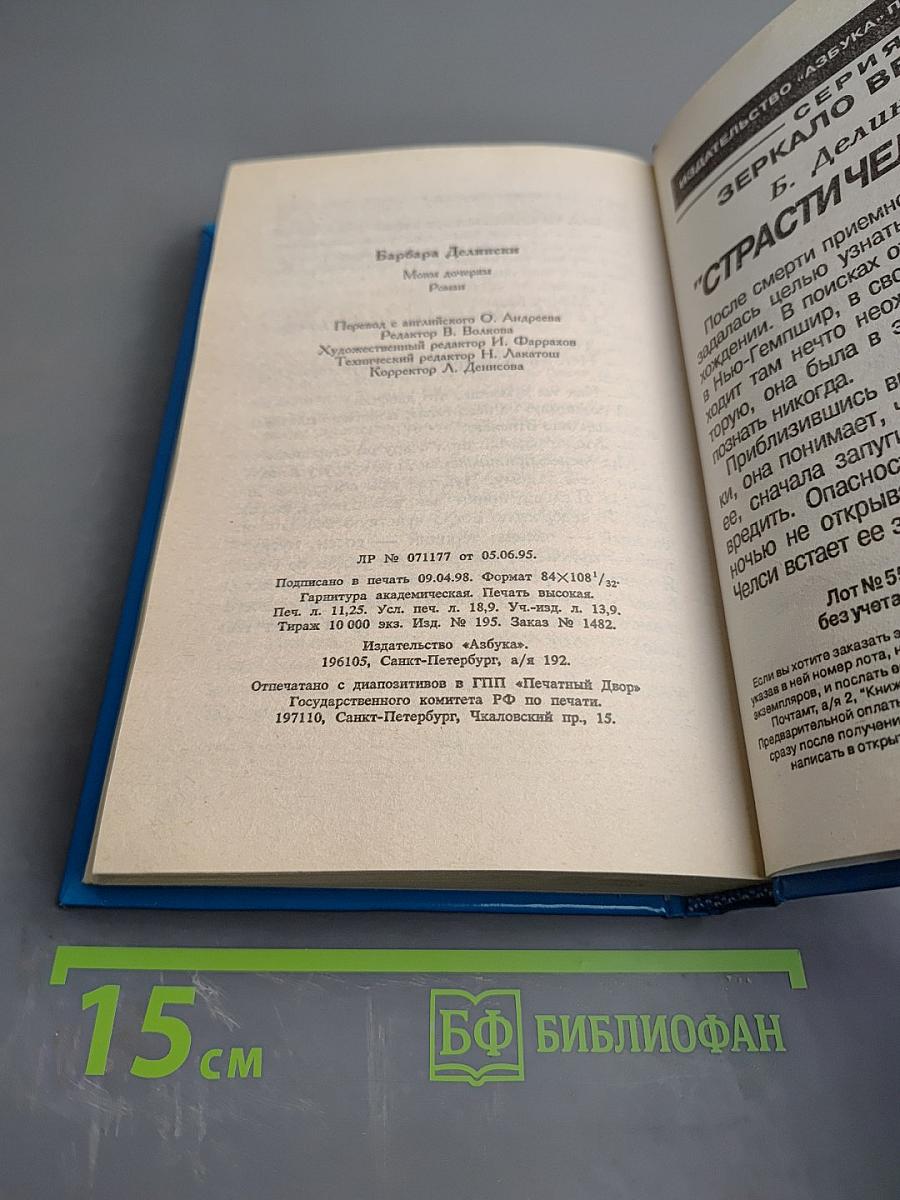 Барбара Делински
Моим дочерям
Роман
Перевод с английского О. Андреева
Редактор В. Волкова
Художественный редактор И. Фаррахов
Технический редактор Н. Лакатош
Корректор Л. Денисова
ЛР № 071177 от 05.06.95.
Подписано в печать 09.04.98. Формат 84×108¹/₃₂.
Гарнитура академическая. Печать высокая.
Печ. л. 11,25. Усл. печ. л. 18,9. Уч.-изд. л. 13,9.
Тираж 10 000 экз. Изд. № 195. Заказ № 1482.
Издательство «Азбука».
196105, Санкт-Петербург, а/я 192.
Отпечатано с диапозитивов в ГПП «Печатный Двор»
Государственного комитета РФ по печати.
197110, Санкт-Петербург, Чкаловский пр., 15.
ИЗДАТЕЛЬСТВО «АЗБУКА»
СЕРИЯ
ЗЕРКАЛО
Б.
"СТРАСТИ
После смерти приемно
задалась целью узнать
хождении. В поисках
в Нью-Гемпшир, в сво
ходит там нечто неож
торую, она была в
познать никогда.
Приблизившись
ки, она понимает,
ее, сначала запуги
вредить. Опасност
ночью не открыв
Челси встает ее
Лот №
без учета
Если вы хотите заказать
указав в ней номер лота,
экземпляров, и послать
Почтамт, а/я 2, "Книж
Предварительной оплаты
сразу после получени
написать в открыт
15 см
БФ БИБЛИОФАН